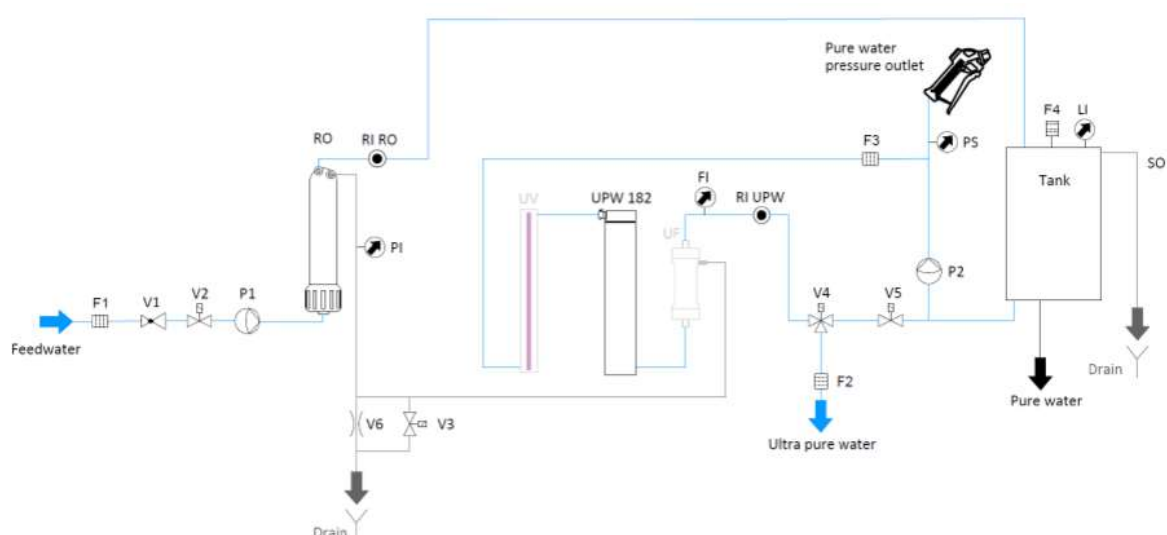 Pure water
pressure outlet
F4
LI
RO
RI RO
F3
PS
SO
Tank
FI
UV
UPW 182
RI UPW
UF
PI
P2
F1
V1
V2
P1
V4
V5
Feedwater
Drain
F2
Pure water
V6
V3
Ultra pure water
Drain